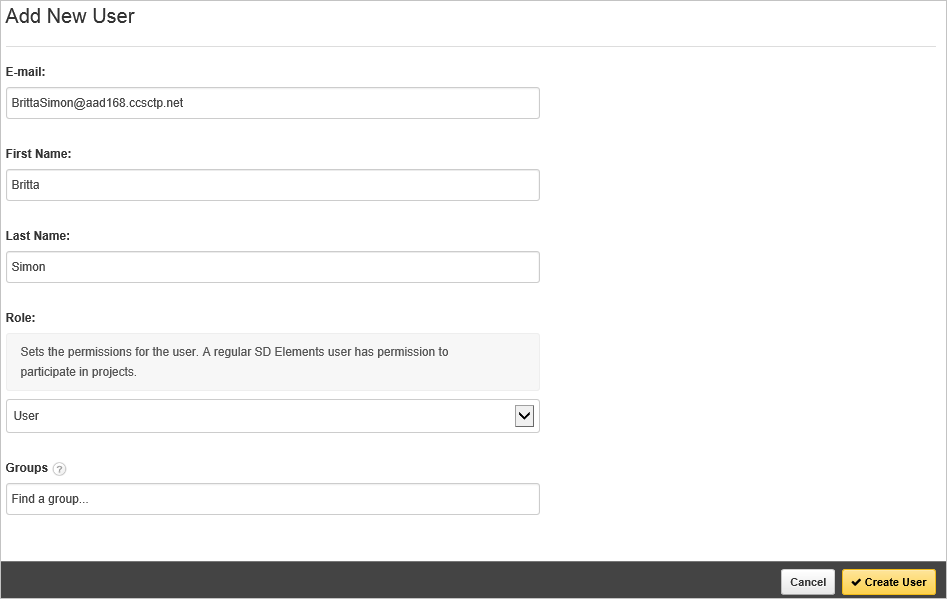 Add New User
E-mail:
BrittaSimon@aad168.ccsctp.net
First Name:
Britta
Last Name:
Simon
Role:
Sets the permissions for the user. A regular SD Elements user has permission to
participate in projects.
User
Groups ?
Find a group...
Cancel
Create User